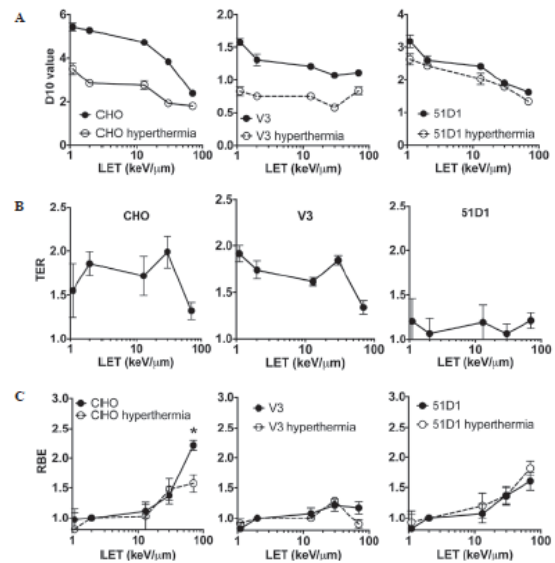 A
D10 value
6
4
2
0
CHO
CHO hyperthermia
1
10
100
LET (keV/μm)
2.0
1.5
1.0
0.5
0.0
V3
V3 hyperthermia
1
10
100
LET (keV/μm)
4
3
2
1
0
51D1
51D1 hyperthermia
1
10
100
LET (keV/μm)
B
TER
2.5
2.0
1.5
1.0
CHO
1
10
100
LET (keV/μm)
2.5
2.0
1.5
1.0
V3
1
10
100
LET (keV/μm)
2.5
2.0
1.5
1.0
51D1
1
10
100
LET (keV/μm)
C
RBE
3.0
2.5
2.0
1.5
1.0
CHO
CHO hyperthermia
*
1
10
100
LET (keV/μm)
3.0
2.5
2.0
1.5
1.0
V3
V3 hyperthermia
1
10
100
LET (keV/μm)
3.0
2.5
2.0
1.5
1.0
51D1
51D1 hyperthermia
1
10
100
LET (keV/μm)